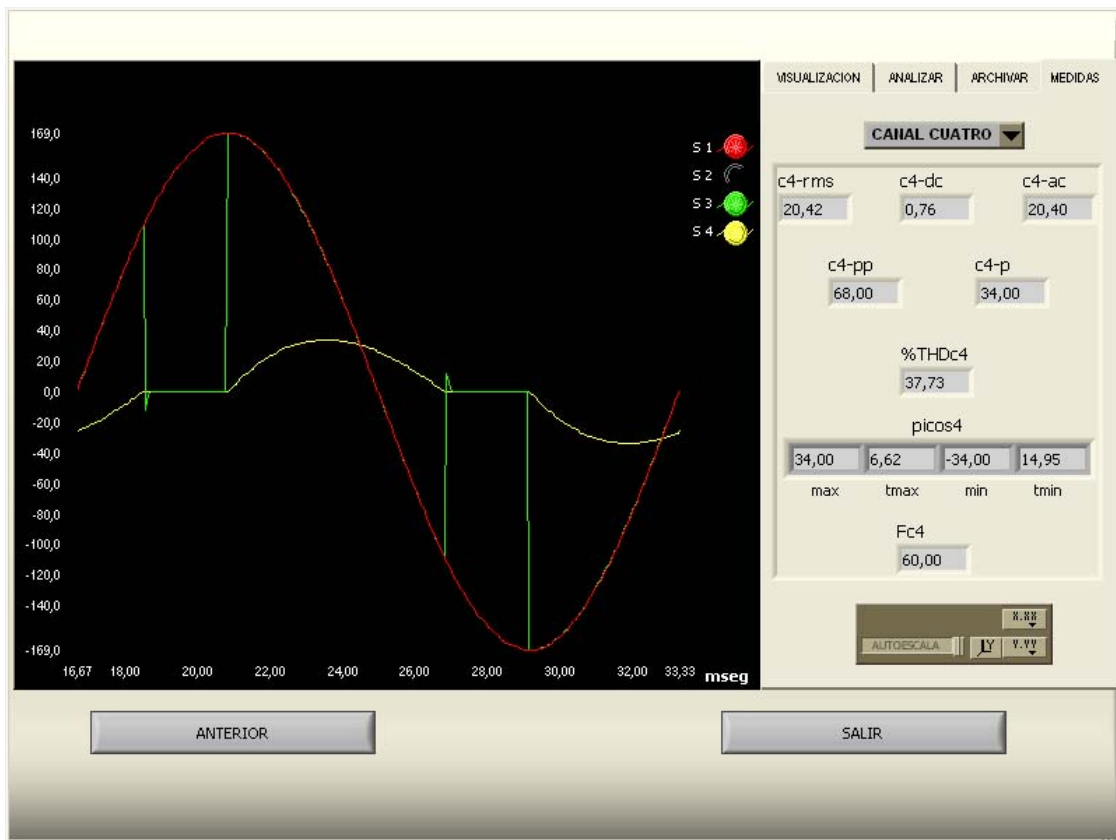 VISUALIZACION ANALIZAR ARCHIVAR MEDIDAS
CANAL CUATRO
c4-rms c4-dc c4-ac
20,42 0,76 20,40
c4-pp c4-p
68,00 34,00
%THDc4
37,73
picos4
34,00 6,62 -34,00 14,95
max tmax min tmin
Fc4
60,00
X.XX
AUTOESCALA Y Y.YY
S 1
S 2
S 3
S 4
169,0
140,0
120,0
100,0
80,0
60,0
40,0
20,0
0,0
-20,0
-40,0
-60,0
-80,0
-100,0
-120,0
-140,0
-169,0
16,67 18,00 20,00 22,00 24,00 26,00 28,00 30,00 32,00 33,33 mseg
ANTERIOR SALIR